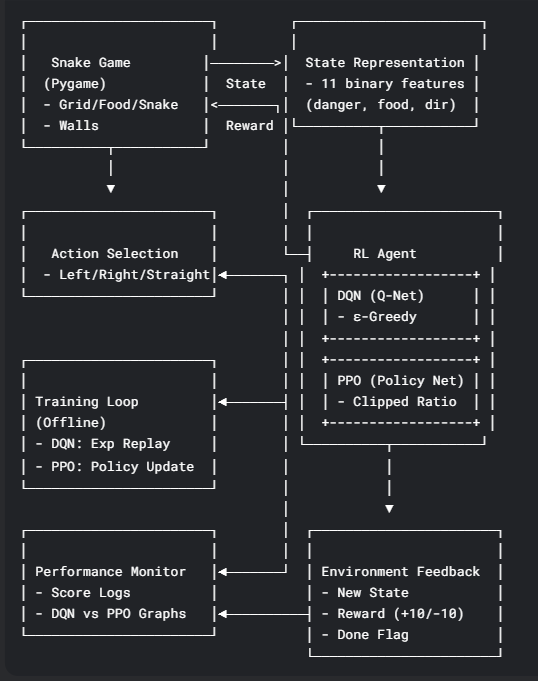 Snake Game
(Pygame)
- Grid/Food/Snake
- Walls
State
Reward
State Representation
- 11 binary features
(danger, food, dir)
Action Selection
- Left/Right/Straight
RL Agent
DQN (Q-Net)
- ε-Greedy
PPO (Policy Net)
- Clipped Ratio
Training Loop
(Offline)
- DQN: Exp Replay
- PPO: Policy Update
Performance Monitor
- Score Logs
- DQN vs PPO Graphs
Environment Feedback
- New State
- Reward (+10/-10)
- Done Flag